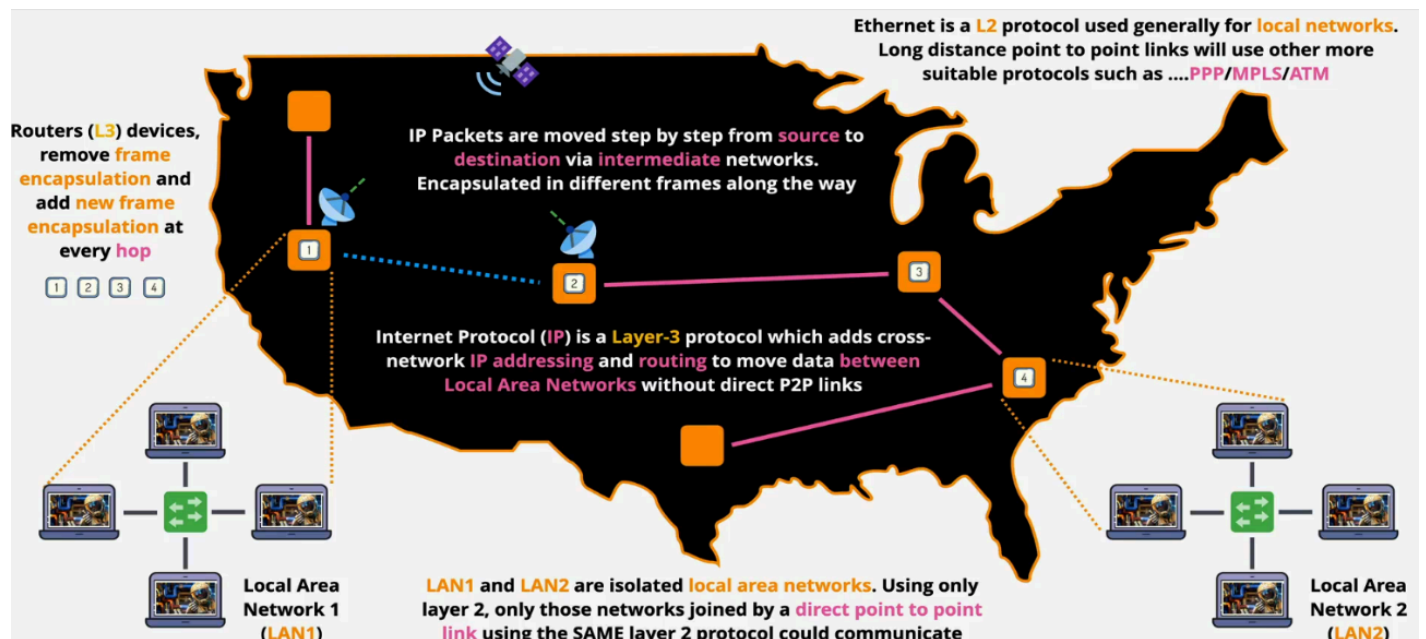 Ethernet is a L2 protocol used generally for local networks.
Long distance point to point links will use other more
suitable protocols such as ....PPP/MPLS/ATM
Routers (L3) devices,
remove frame
encapsulation and
add new frame
encapsulation at
every hop
1 2 3 4
IP Packets are moved step by step from source to
destination via intermediate networks.
Encapsulated in different frames along the way
1
2
3
4
Internet Protocol (IP) is a Layer-3 protocol which adds cross-
network IP addressing and routing to move data between
Local Area Networks without direct P2P links
Local Area
Network 1
(LAN1)
LAN1 and LAN2 are isolated local area networks. Using only
layer 2, only those networks joined by a direct point to point
link using the SAME layer 2 protocol could communicate
Local Area
Network 2
(LAN2)